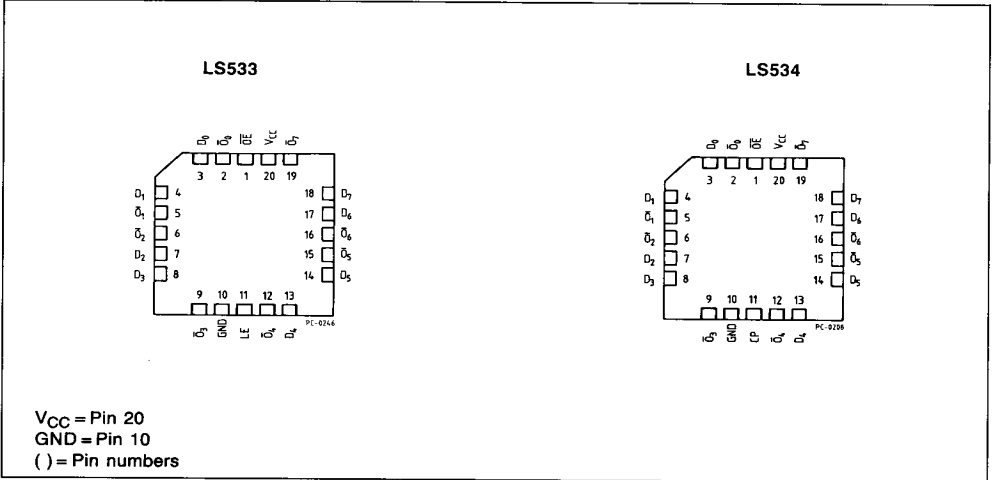 LS533
LS534
D₀ Ō₀ O̅E̅ VCC Ō₇
3 2 1 20 19
D₁ 4 18 D₇
Ō₁ 5 17 D₆
Ō₂ 6 16 Ō₆
D₂ 7 15 Ō₅
D₃ 8 14 D₅
9 10 11 12 13
Ō₃ GND LE Ō₄ D₄
PC-0246
D₀ Ō₀ O̅E̅ VCC Ō₇
3 2 1 20 19
D₁ 4 18 D₇
Ō₁ 5 17 D₆
Ō₂ 6 16 Ō₆
D₂ 7 15 Ō₅
D₃ 8 14 D₅
9 10 11 12 13
Ō₃ GND CP Ō₄ D₄
PC-0208
VCC = Pin 20
GND = Pin 10
( ) = Pin numbers